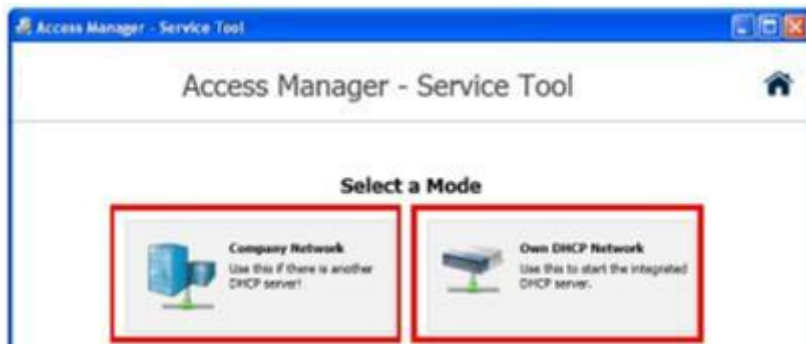 Access Manager - Service Tool
Access Manager - Service Tool
Select a Mode
Company Network
Use this if there is another
DHCP server!
Own DHCP Network
Use this to start the integrated
DHCP server.